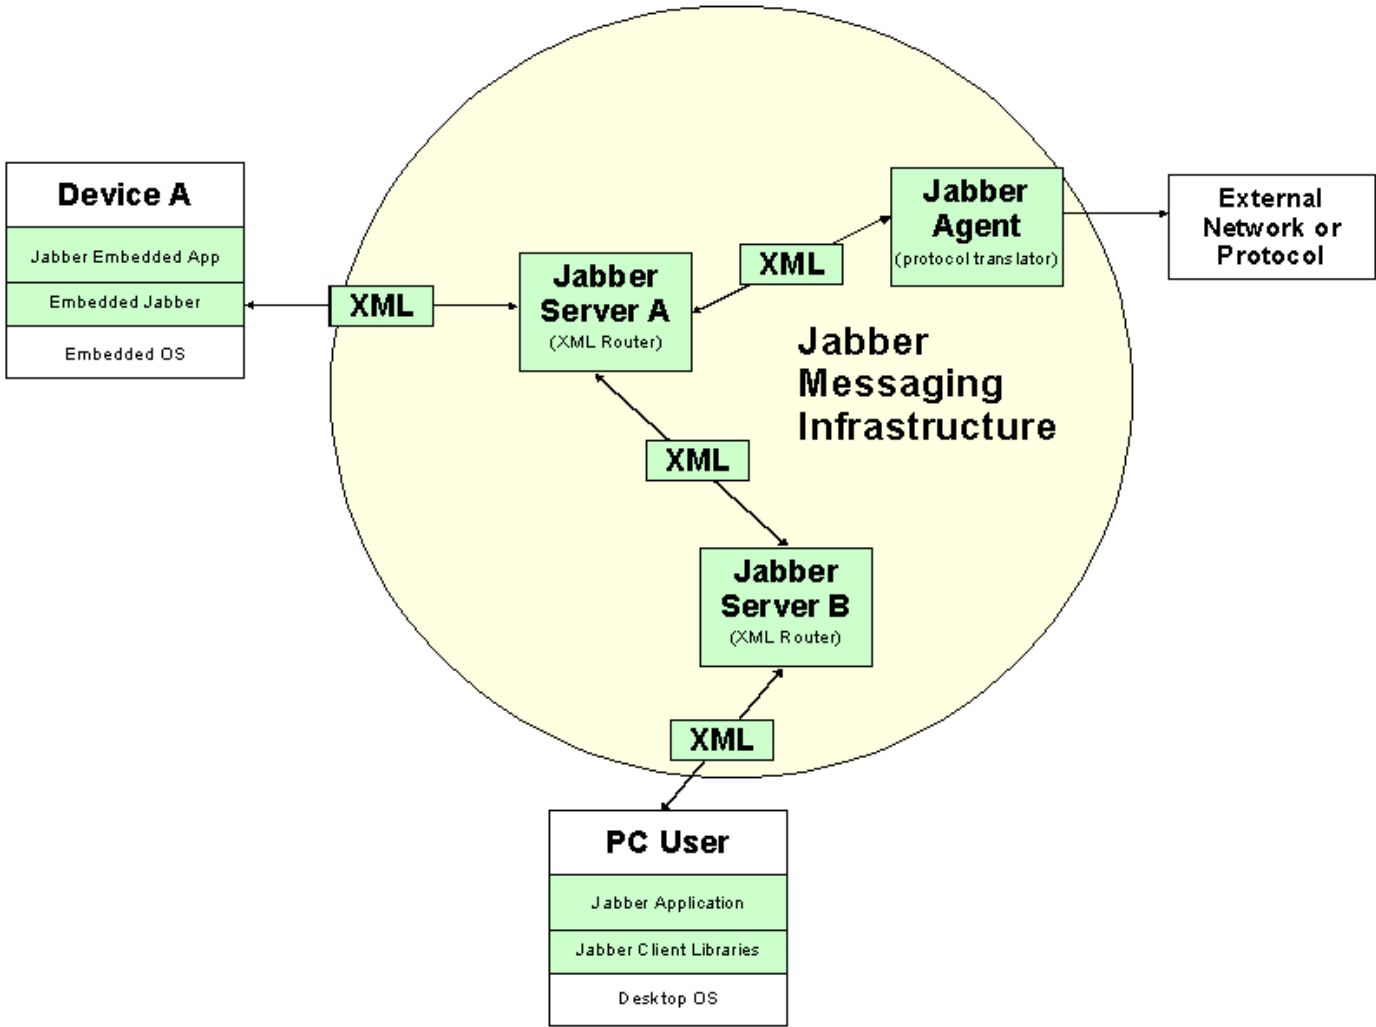 Device A
Jabber Embedded App
Embedded Jabber
Embedded OS
XML
Jabber
Server A
(XML Router)
XML
Jabber
Agent
(protocol translator)
External
Network or
Protocol
Jabber
Messaging
Infrastructure
XML
Jabber
Server B
(XML Router)
XML
PC User
Jabber Application
Jabber Client Libraries
Desktop OS